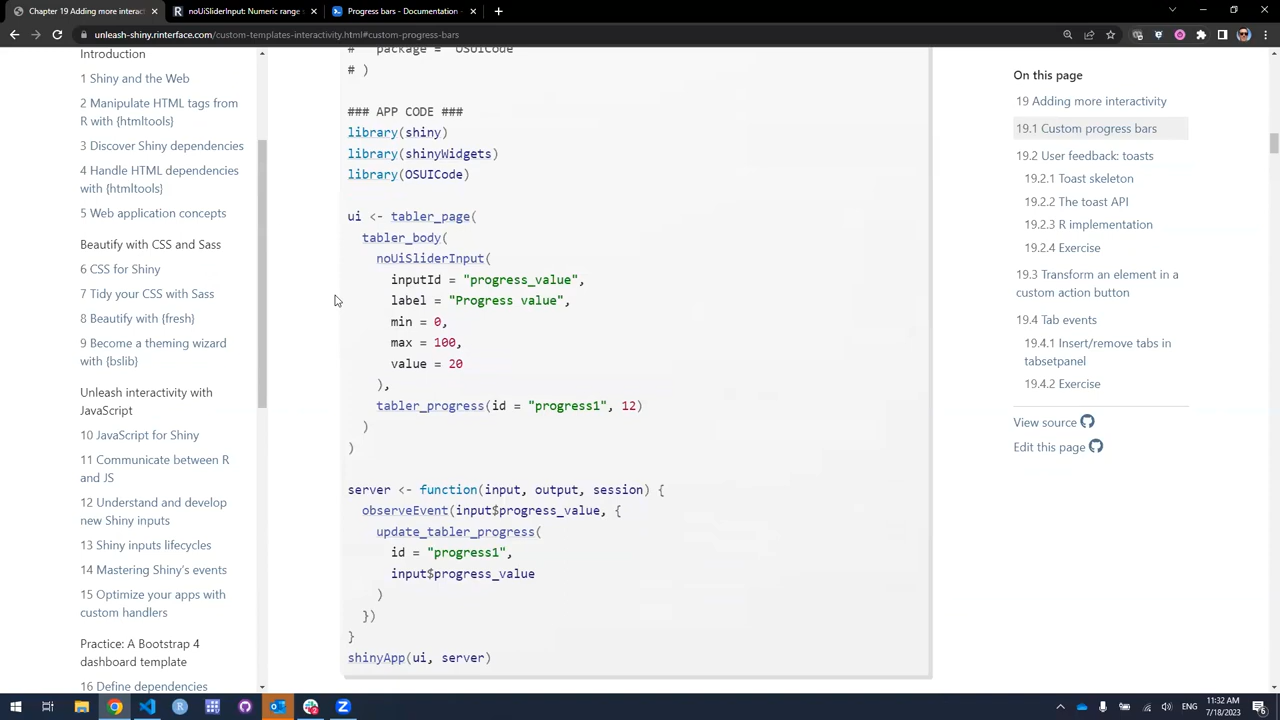 Chapter 19 Adding more interact
noUiSliderInput: Numeric range s
Progress bars - Documentation
unleash-shiny.rinterface.com/custom-templates-interactivity.html#custom-progress-bars
Introduction
1 Shiny and the Web
2 Manipulate HTML tags from
R with {htmltools}
3 Discover Shiny dependencies
4 Handle HTML dependencies
with {htmltools}
5 Web application concepts
Beautify with CSS and Sass
6 CSS for Shiny
7 Tidy your CSS with Sass
8 Beautify with {fresh}
9 Become a theming wizard
with {bslib}
Unleash interactivity with
JavaScript
10 JavaScript for Shiny
11 Communicate between R
and JS
12 Understand and develop
new Shiny inputs
13 Shiny inputs lifecycles
14 Mastering Shiny's events
15 Optimize your apps with
custom handlers
Practice: A Bootstrap 4
dashboard template
16 Define dependencies
#   package = "OSUICode"
# )
### APP CODE ###
library(shiny)
library(shinyWidgets)
library(OSUICode)
ui <- tabler_page(
tabler_body(
noUiSliderInput(
inputId = "progress_value",
label = "Progress value",
min = 0,
max = 100,
value = 20
),
tabler_progress(id = "progress1", 12)
)
)
server <- function(input, output, session) {
observeEvent(input$progress_value, {
update_tabler_progress(
id = "progress1",
input$progress_value
)
})
}
shinyApp(ui, server)
On this page
19 Adding more interactivity
19.1 Custom progress bars
19.2 User feedback: toasts
19.2.1 Toast skeleton
19.2.2 The toast API
19.2.3 R implementation
19.2.4 Exercise
19.3 Transform an element in a
custom action button
19.4 Tab events
19.4.1 Insert/remove tabs in
tabsetpanel
19.4.2 Exercise
View source
Edit this page
11:32 AM
7/18/2023